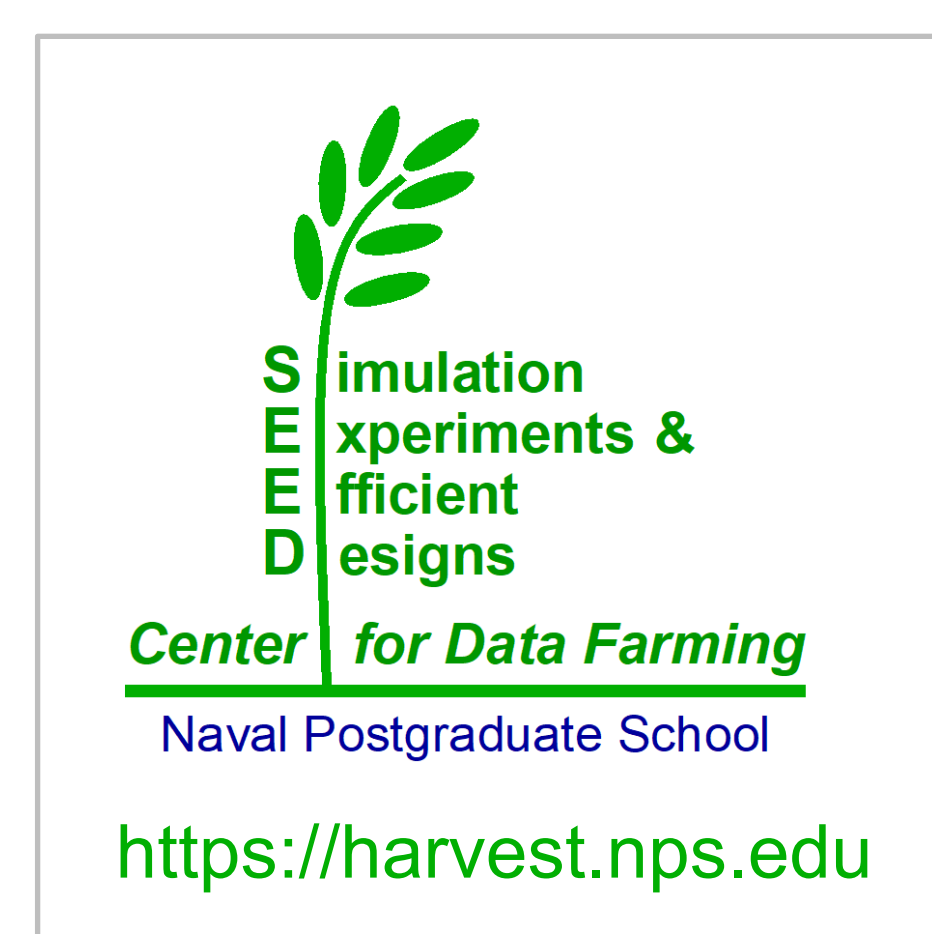 Simulation
Experiments &
Efficient
Designs
Center for Data Farming
Naval Postgraduate School
https://harvest.nps.edu